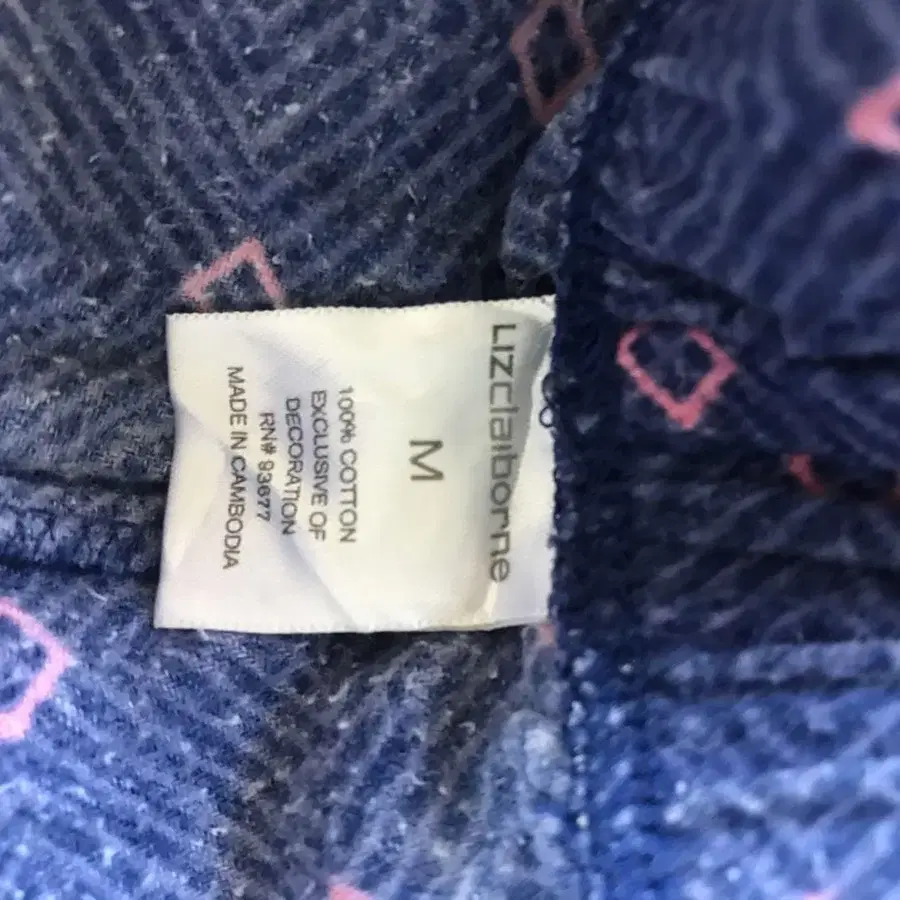 LIZclaiborne
M
100% COTTON
EXCLUSIVE OF
DECORATION
RN# 93677
MADE IN CAMBODIA